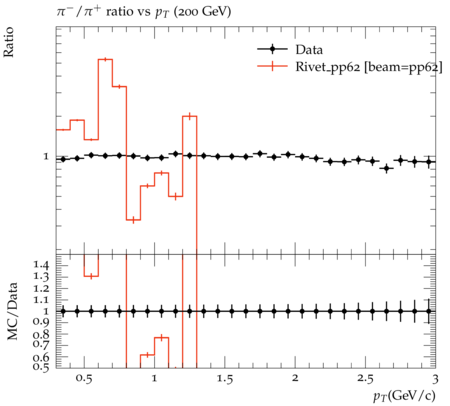 π⁻/π⁺ ratio vs p_T (200 GeV)
Ratio
Data
Rivet_pp62 [beam=pp62]
1
MC/Data
1.4
1.3
1.2
1.1
1
0.9
0.8
0.7
0.6
0.5
0.5 1 1.5 2 2.5 3
p_T(GeV/c)